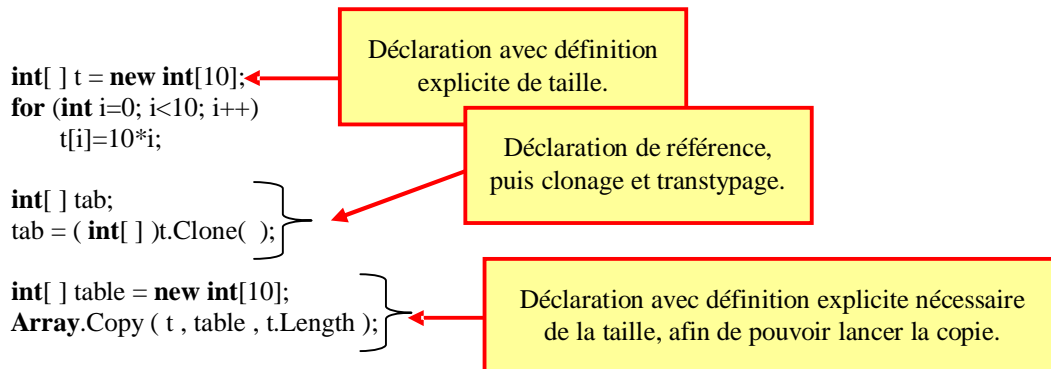 int[ ] t = new int[10];
for (int i=0; i<10; i++)
t[i]=10*i;
Déclaration avec définition
explicite de taille.
int[ ] tab;
tab = ( int[ ] )t.Clone(  );
Déclaration de référence,
puis clonage et transtypage.
int[ ] table = new int[10];
Array.Copy ( t , table , t.Length );
Déclaration avec définition explicite nécessaire
de la taille, afin de pouvoir lancer la copie.